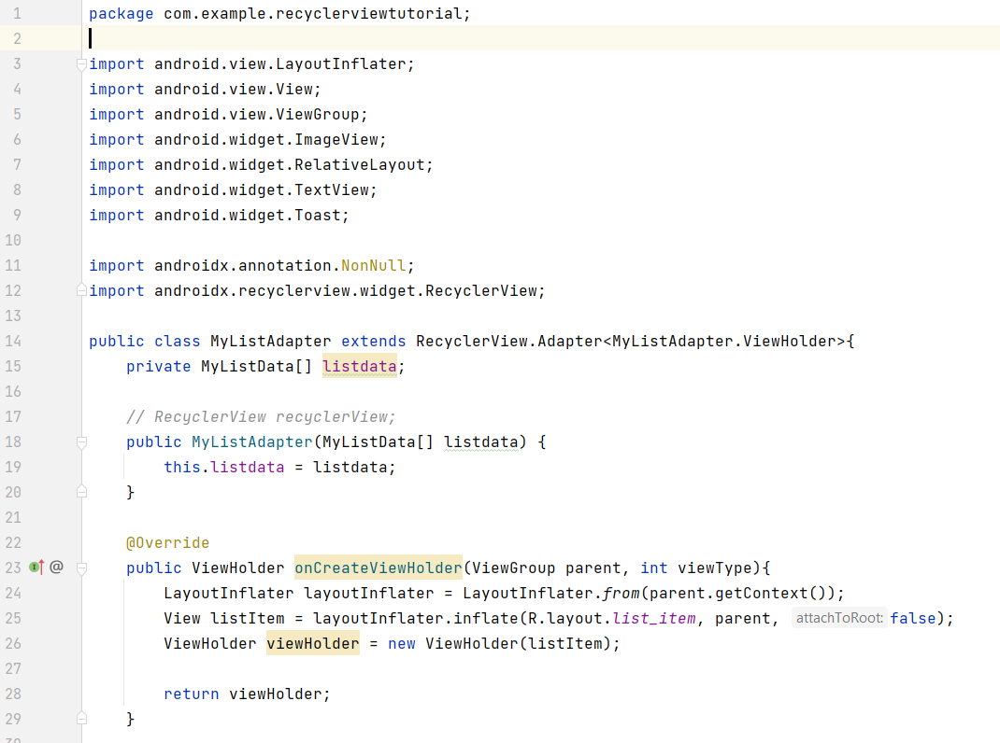 1 package com.example.recyclerviewtutorial;
2
3 import android.view.LayoutInflater;
4 import android.view.View;
5 import android.view.ViewGroup;
6 import android.widget.ImageView;
7 import android.widget.RelativeLayout;
8 import android.widget.TextView;
9 import android.widget.Toast;
10
11 import androidx.annotation.NonNull;
12 import androidx.recyclerview.widget.RecyclerView;
13
14 public class MyListAdapter extends RecyclerView.Adapter<MyListAdapter.ViewHolder>{
15     private MyListData[] listdata;
16
17     // RecyclerView recyclerView;
18     public MyListAdapter(MyListData[] listdata) {
19         this.listdata = listdata;
20     }
21
22     @Override
23 I @     public ViewHolder onCreateViewHolder(ViewGroup parent, int viewType){
24         LayoutInflater layoutInflater = LayoutInflater.from(parent.getContext());
25         View listItem = layoutInflater.inflate(R.layout.list_item, parent, attachToRoot: false);
26         ViewHolder viewHolder = new ViewHolder(listItem);
27
28         return viewHolder;
29     }
30